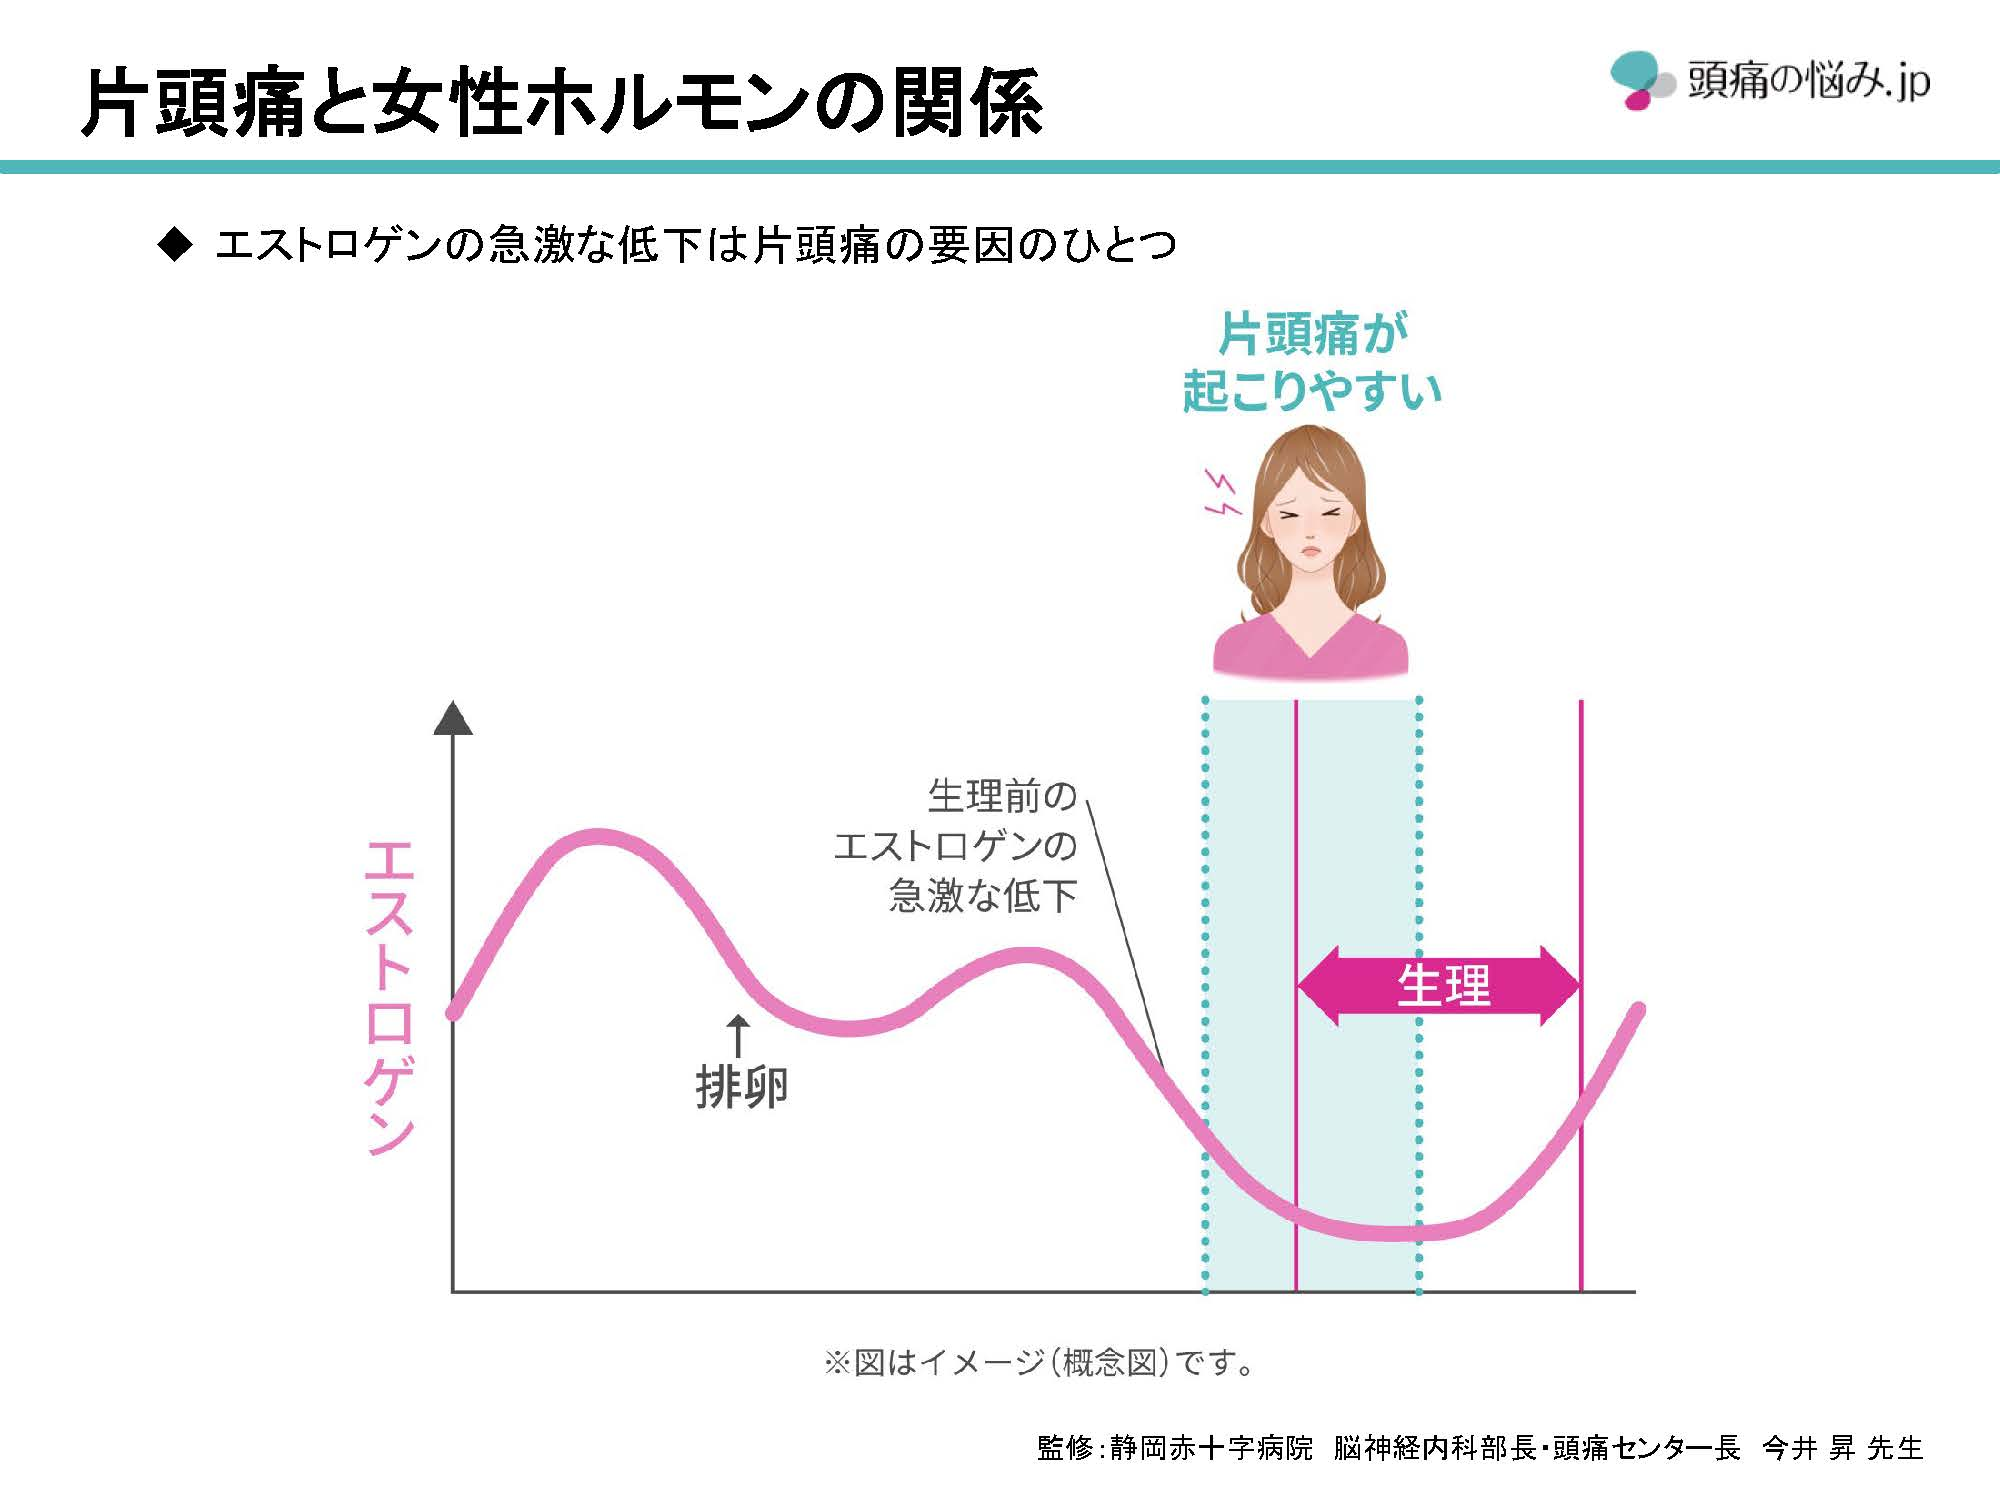 片頭痛と女性ホルモンの関係
頭痛の悩み.jp
◆ エストロゲンの急激な低下は片頭痛の要因のひとつ
片頭痛が
起こりやすい
生理前の
エストロゲンの
急激な低下
エストロゲン
生理
排卵
※図はイメージ(概念図)です。
監修:静岡赤十字病院 脳神経内科部長・頭痛センター長 今井 昇 先生